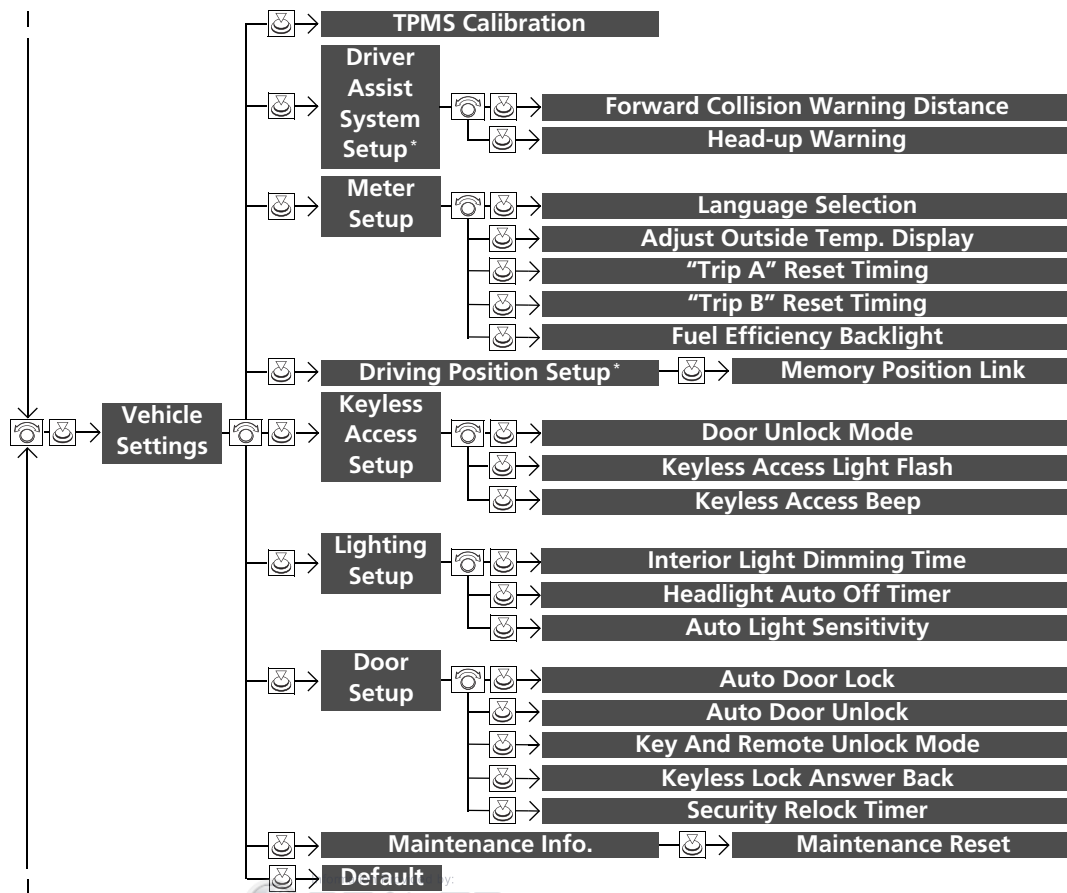 TPMS Calibration
Driver
Assist
System
Setup*
Forward Collision Warning Distance
Head-up Warning
Meter
Setup
Language Selection
Adjust Outside Temp. Display
“Trip A” Reset Timing
“Trip B” Reset Timing
Fuel Efficiency Backlight
Driving Position Setup*
Memory Position Link
Vehicle
Settings
Keyless
Access
Setup
Door Unlock Mode
Keyless Access Light Flash
Keyless Access Beep
Lighting
Setup
Interior Light Dimming Time
Headlight Auto Off Timer
Auto Light Sensitivity
Door
Setup
Auto Door Lock
Auto Door Unlock
Key And Remote Unlock Mode
Keyless Lock Answer Back
Security Relock Timer
Maintenance Info.
Maintenance Reset
Default
by: